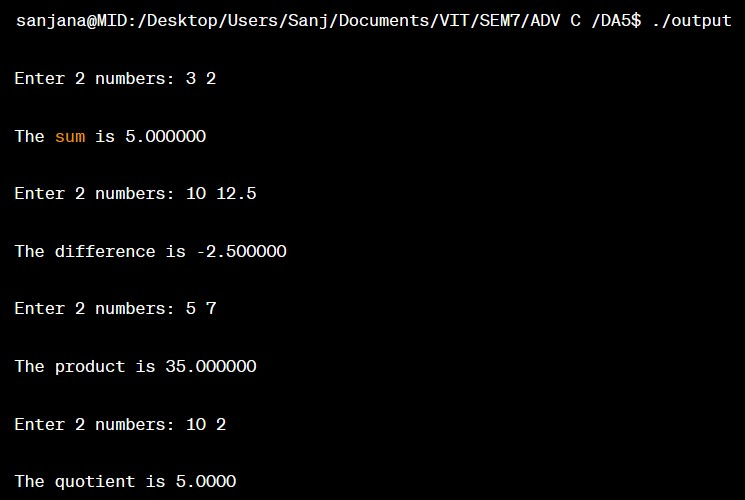 sanjana@MID:/Desktop/Users/Sanj/Documents/VIT/SEM7/ADV C /DA5$ ./output
Enter 2 numbers: 3 2
The sum is 5.000000
Enter 2 numbers: 10 12.5
The difference is -2.500000
Enter 2 numbers: 5 7
The product is 35.000000
Enter 2 numbers: 10 2
The quotient is 5.0000